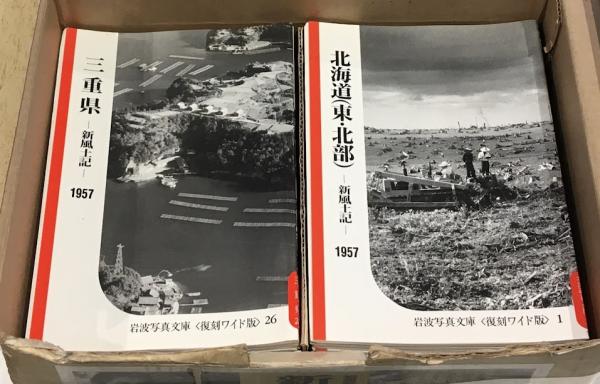 三重県
―新風土記―
1957
岩波写真文庫〈復刻ワイド版〉26
北海道(東・北部)
―新風土記―
1957
岩波写真文庫〈復刻ワイド版〉1